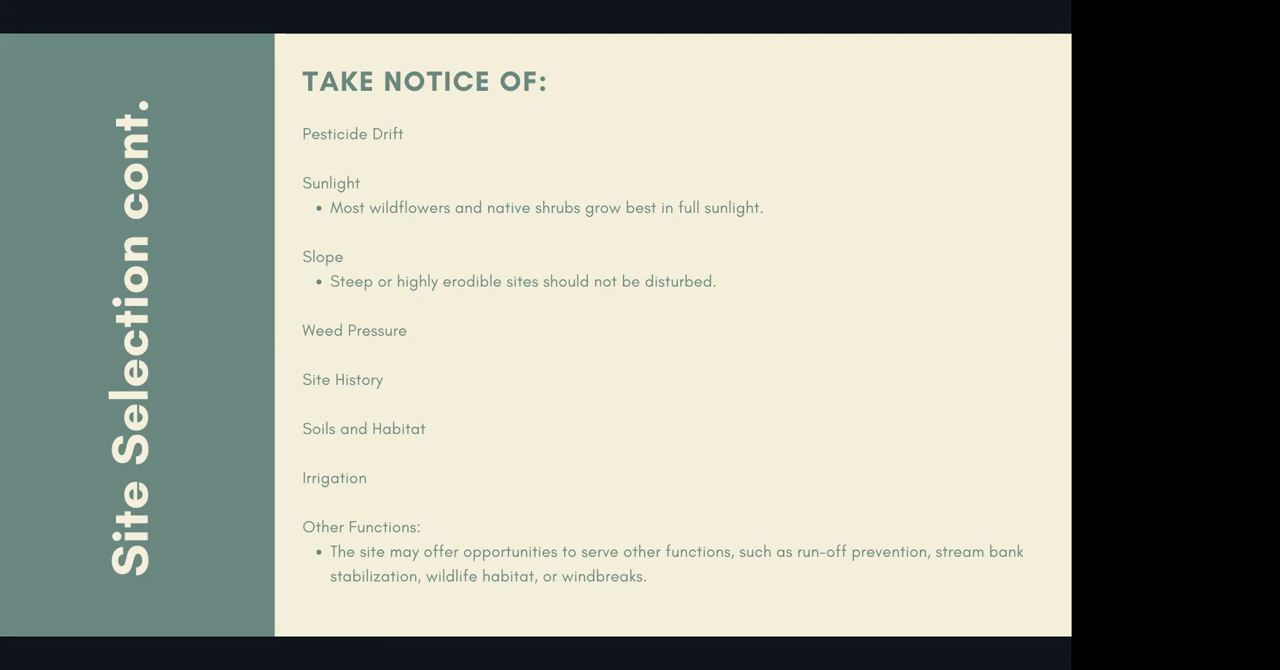 Site Selection cont.
TAKE NOTICE OF:
Pesticide Drift
Sunlight
• Most wildflowers and native shrubs grow best in full sunlight.
Slope
• Steep or highly erodible sites should not be disturbed.
Weed Pressure
Site History
Soils and Habitat
Irrigation
Other Functions:
• The site may offer opportunities to serve other functions, such as run-off prevention, stream bank
stabilization, wildlife habitat, or windbreaks.